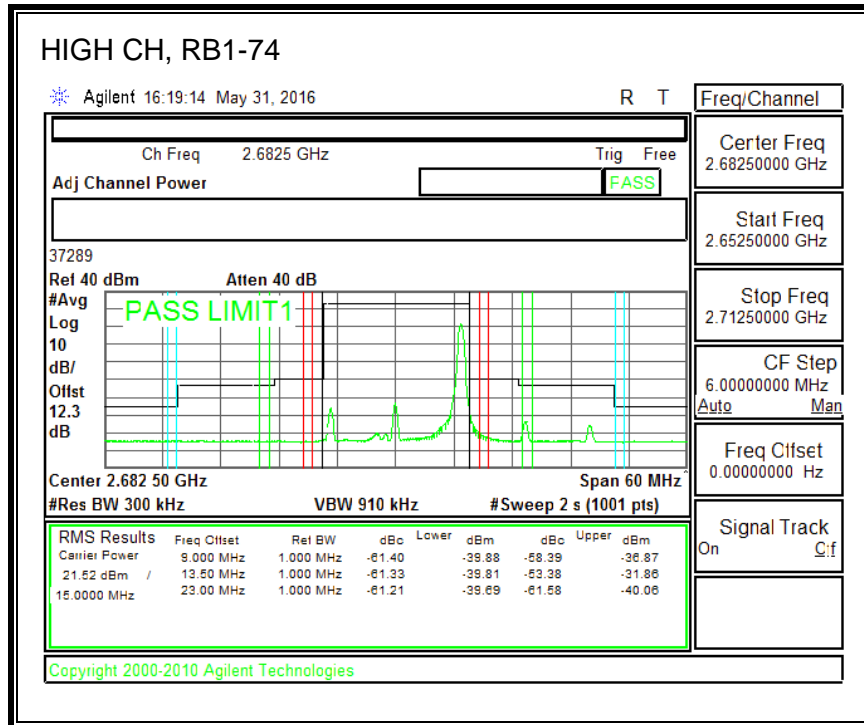 HIGH CH, RB1-74
Agilent 16:19:14 May 31, 2016 R T
Freq/Channel
Ch Freq 2.6825 GHz Trig Free
Adj Channel Power PASS
Center Freq
2.68250000 GHz
Start Freq
2.65250000 GHz
Stop Freq
2.71250000 GHz
CF Step
6.00000000 MHz
Auto Man
Freq Offset
0.00000000 Hz
Signal Track
On Off
37289
Ref 40 dBm Atten 40 dB
#Avg
Log
10
dB/
Offst
12.3
dB
PASS LIMIT1
Center 2.682 50 GHz Span 60 MHz
#Res BW 300 kHz VBW 910 kHz #Sweep 2 s (1001 pts)
RMS Results Freq Offset Ref BW dBc Lower dBm dBc Upper dBm
Carrier Power 9.000 MHz 1.000 MHz -61.40 -39.88 -58.39 -36.87
21.52 dBm / 13.50 MHz 1.000 MHz -61.33 -39.81 -53.38 -31.86
15.0000 MHz 23.00 MHz 1.000 MHz -61.21 -39.69 -61.58 -40.06
Copyright 2000-2010 Agilent Technologies